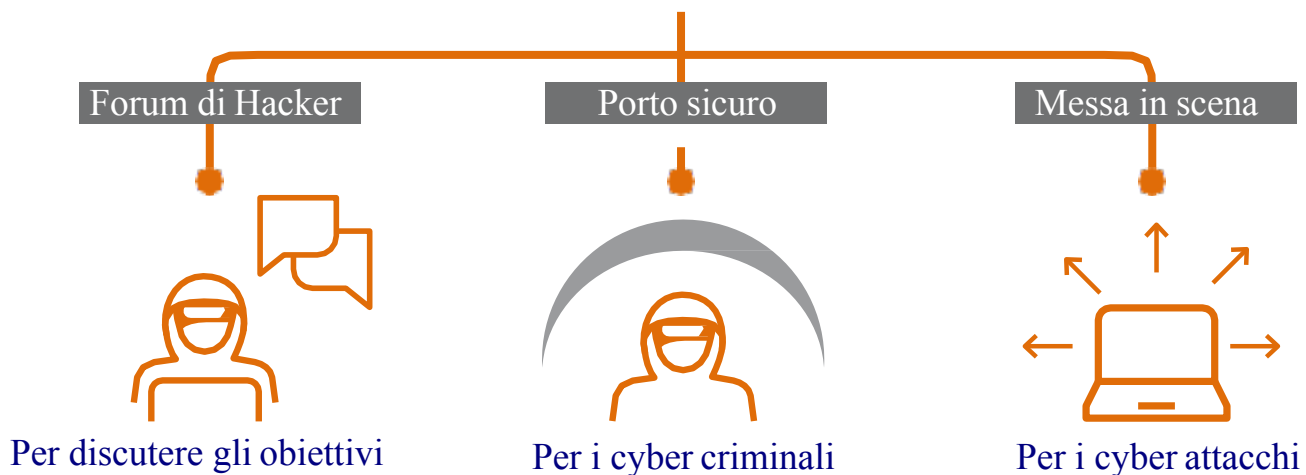 Forum di Hacker
Porto sicuro
Messa in scena
Per discutere gli obiettivi
Per i cyber criminali
Per i cyber attacchi